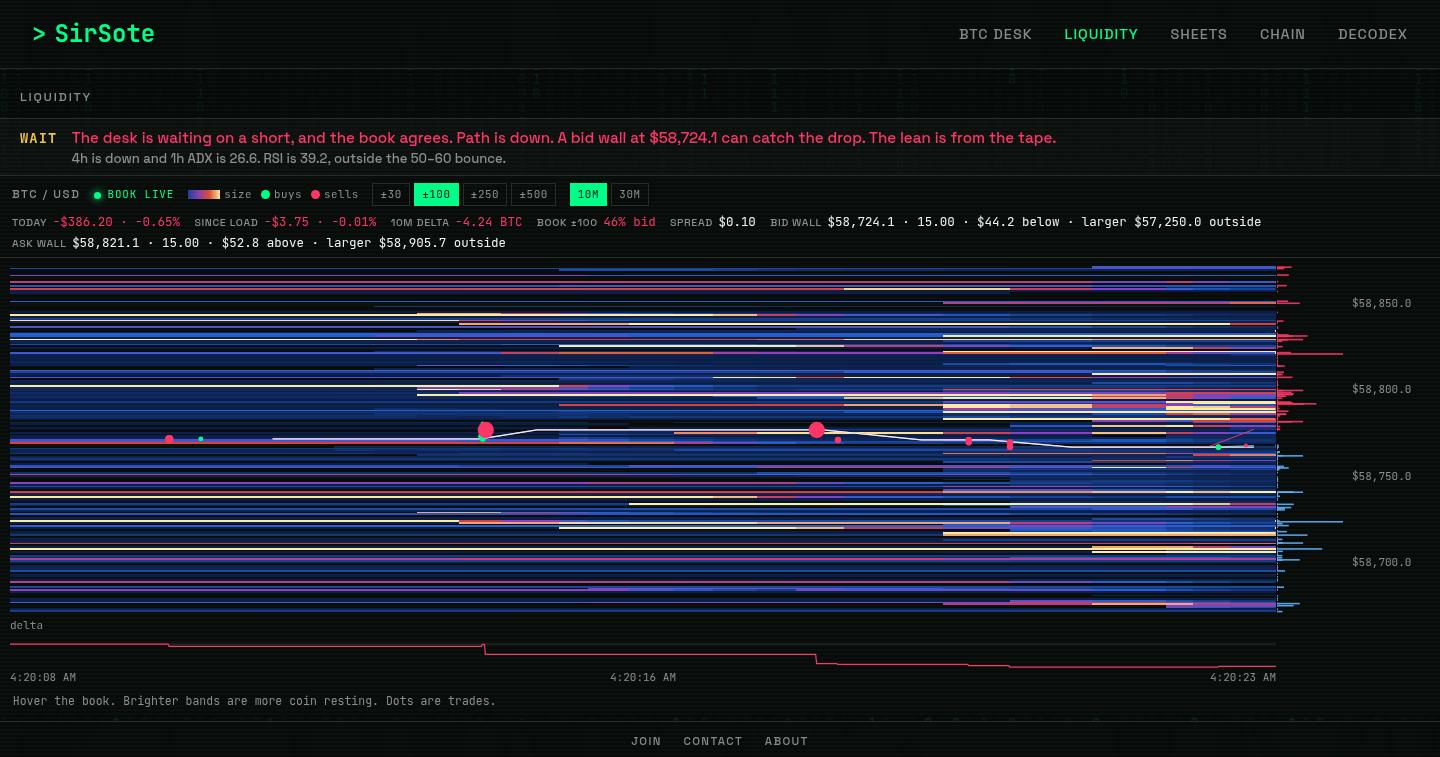 > SirSote
BTC DESK LIQUIDITY SHEETS CHAIN DECODEX
LIQUIDITY
WAIT The desk is waiting on a short, and the book agrees. Path is down. A bid wall at $58,724.1 can catch the drop. The lean is from the tape.
4h is down and 1h ADX is 26.6. RSI is 39.2, outside the 50–60 bounce.
BTC / USD BOOK LIVE size buys sells ±30 ±100 ±250 ±500 10M 30M
TODAY -$386.20 · -0.65% SINCE LOAD -$3.75 · -0.01% 10M DELTA -4.24 BTC BOOK ±100 46% bid SPREAD $0.10 BID WALL $58,724.1 · 15.00 · $44.2 below · larger $57,250.0 outside
ASK WALL $58,821.1 · 15.00 · $52.8 above · larger $58,905.7 outside
$58,850.0
$58,800.0
$58,750.0
$58,700.0
delta
4:20:08 AM 4:20:16 AM 4:20:23 AM
Hover the book. Brighter bands are more coin resting. Dots are trades.
JOIN CONTACT ABOUT